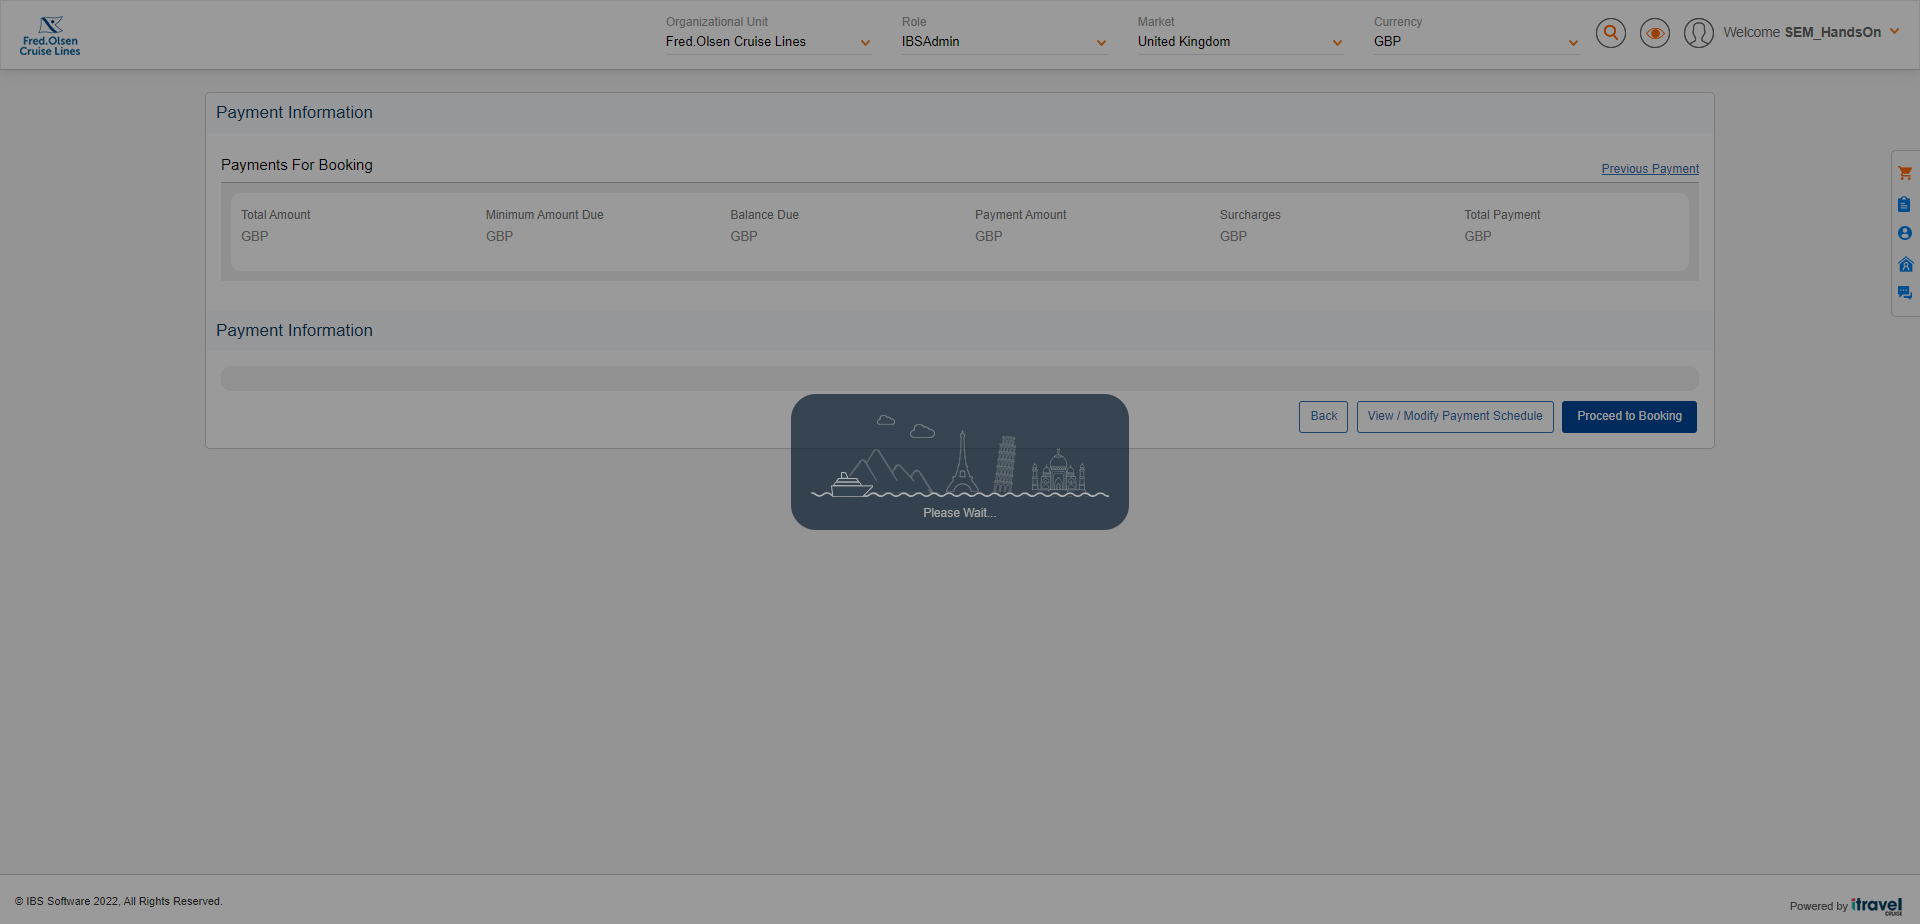 Fred.Olsen
Cruise Lines
Organizational Unit
Fred.Olsen Cruise Lines
Role
IBSAdmin
Market
United Kingdom
Currency
GBP
Welcome SEM_HandsOn
Payment Information
Payments For Booking
Previous Payment
Total Amount
GBP
Minimum Amount Due
GBP
Balance Due
GBP
Payment Amount
GBP
Surcharges
GBP
Total Payment
GBP
Payment Information
Back
View / Modify Payment Schedule
Proceed to Booking
Please Wait...
© IBS Software 2022, All Rights Reserved.
Powered by itravel
CRUISE